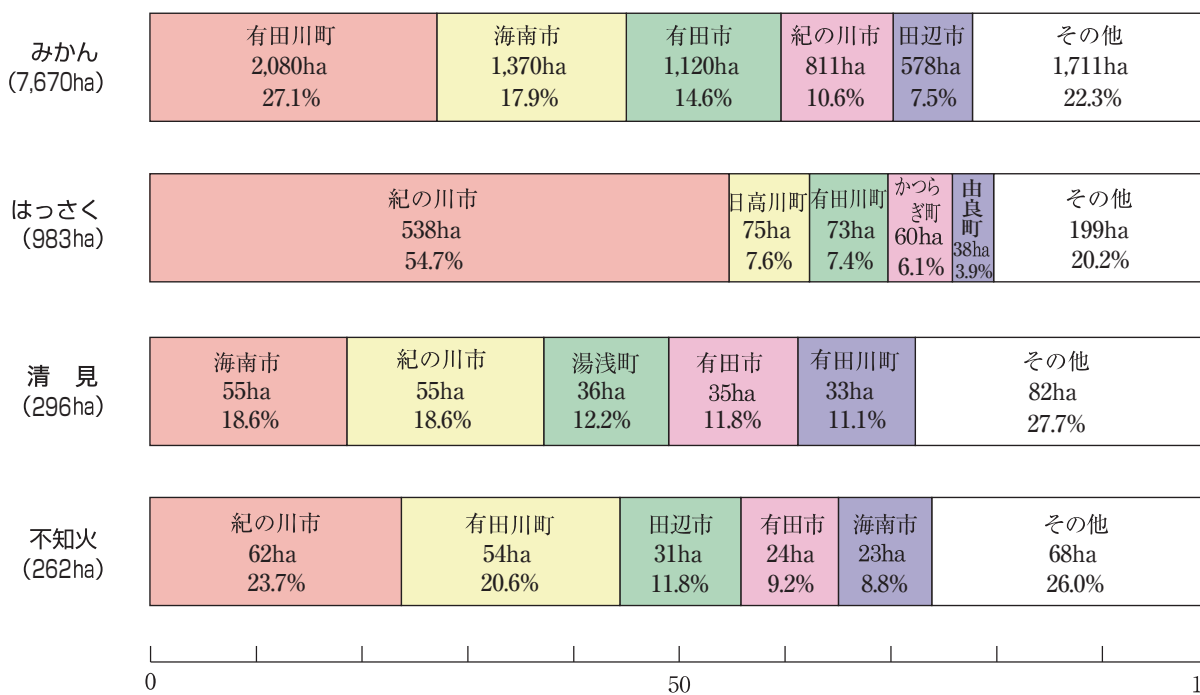 みかん
(7,670ha)
有田川町
2,080ha
27.1%
海南市
1,370ha
17.9%
有田市
1,120ha
14.6%
紀の川市
811ha
10.6%
田辺市
578ha
7.5%
その他
1,711ha
22.3%
はっさく
(983ha)
紀の川市
538ha
54.7%
日高川町
75ha
7.6%
有田川町
73ha
7.4%
かつら
ぎ町
60ha
6.1%
由良町
38ha
3.9%
その他
199ha
20.2%
清 見
(296ha)
海南市
55ha
18.6%
紀の川市
55ha
18.6%
湯浅町
36ha
12.2%
有田市
35ha
11.8%
有田川町
33ha
11.1%
その他
82ha
27.7%
不知火
(262ha)
紀の川市
62ha
23.7%
有田川町
54ha
20.6%
田辺市
31ha
11.8%
有田市
24ha
9.2%
海南市
23ha
8.8%
その他
68ha
26.0%
0
50